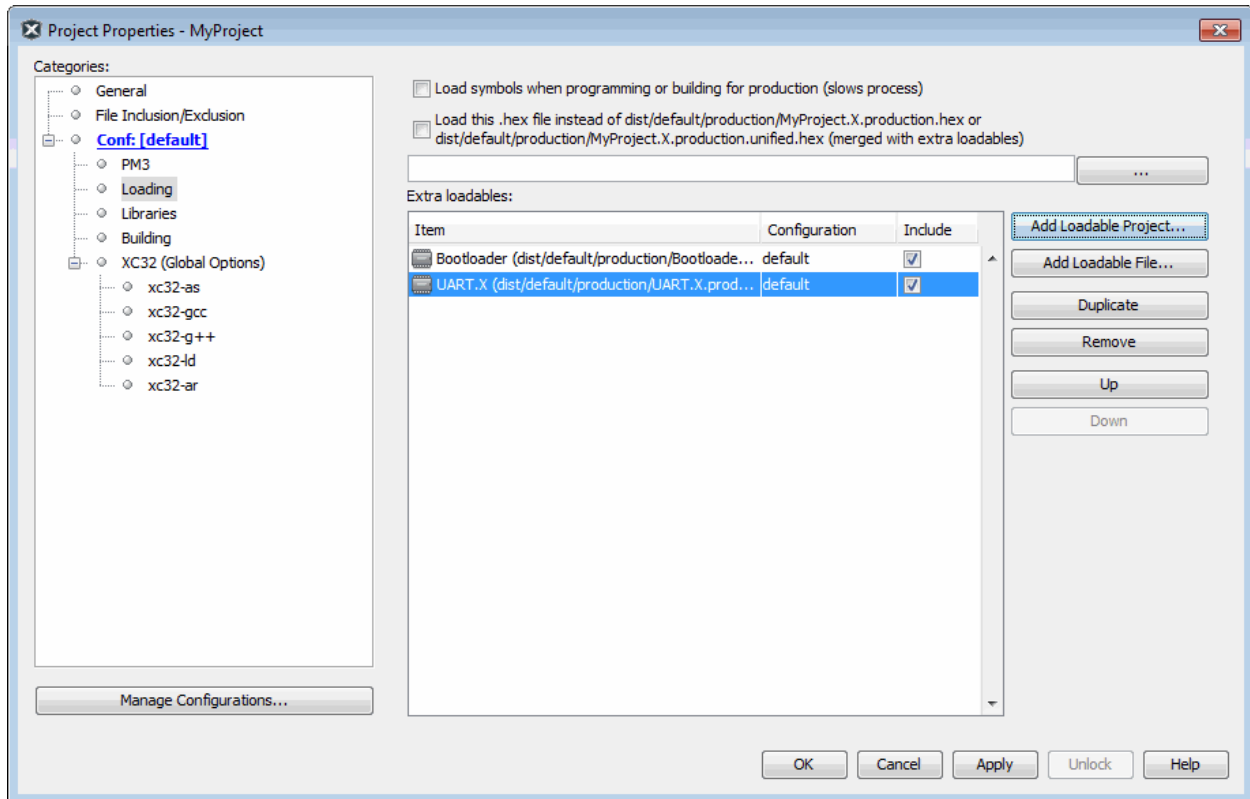 Project Properties - MyProject
Categories:
General
File Inclusion/Exclusion
Conf: [default]
PM3
Loading
Libraries
Building
XC32 (Global Options)
xc32-as
xc32-gcc
xc32-g++
xc32-ld
xc32-ar
Manage Configurations...
Load symbols when programming or building for production (slows process)
Load this .hex file instead of dist/default/production/MyProject.X.production.hex or
dist/default/production/MyProject.X.production.unified.hex (merged with extra loadables)
...
Extra loadables:
Item Configuration Include
Bootloader (dist/default/production/Bootloade... default
UART.X (dist/default/production/UART.X.prod... default
Add Loadable Project...
Add Loadable File...
Duplicate
Remove
Up
Down
OK Cancel Apply Unlock Help